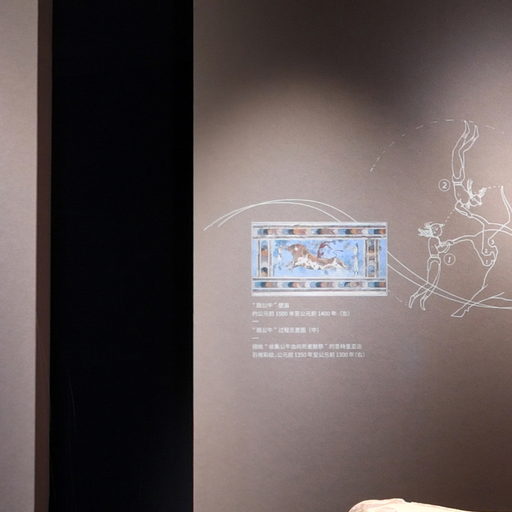 ②
①
“跳公牛”壁画
约公元前 1500 年至公元前 1400 年（左）
“跳公牛”过程示意图（中）
公元前 1350 年至公元前 1300 年（右）